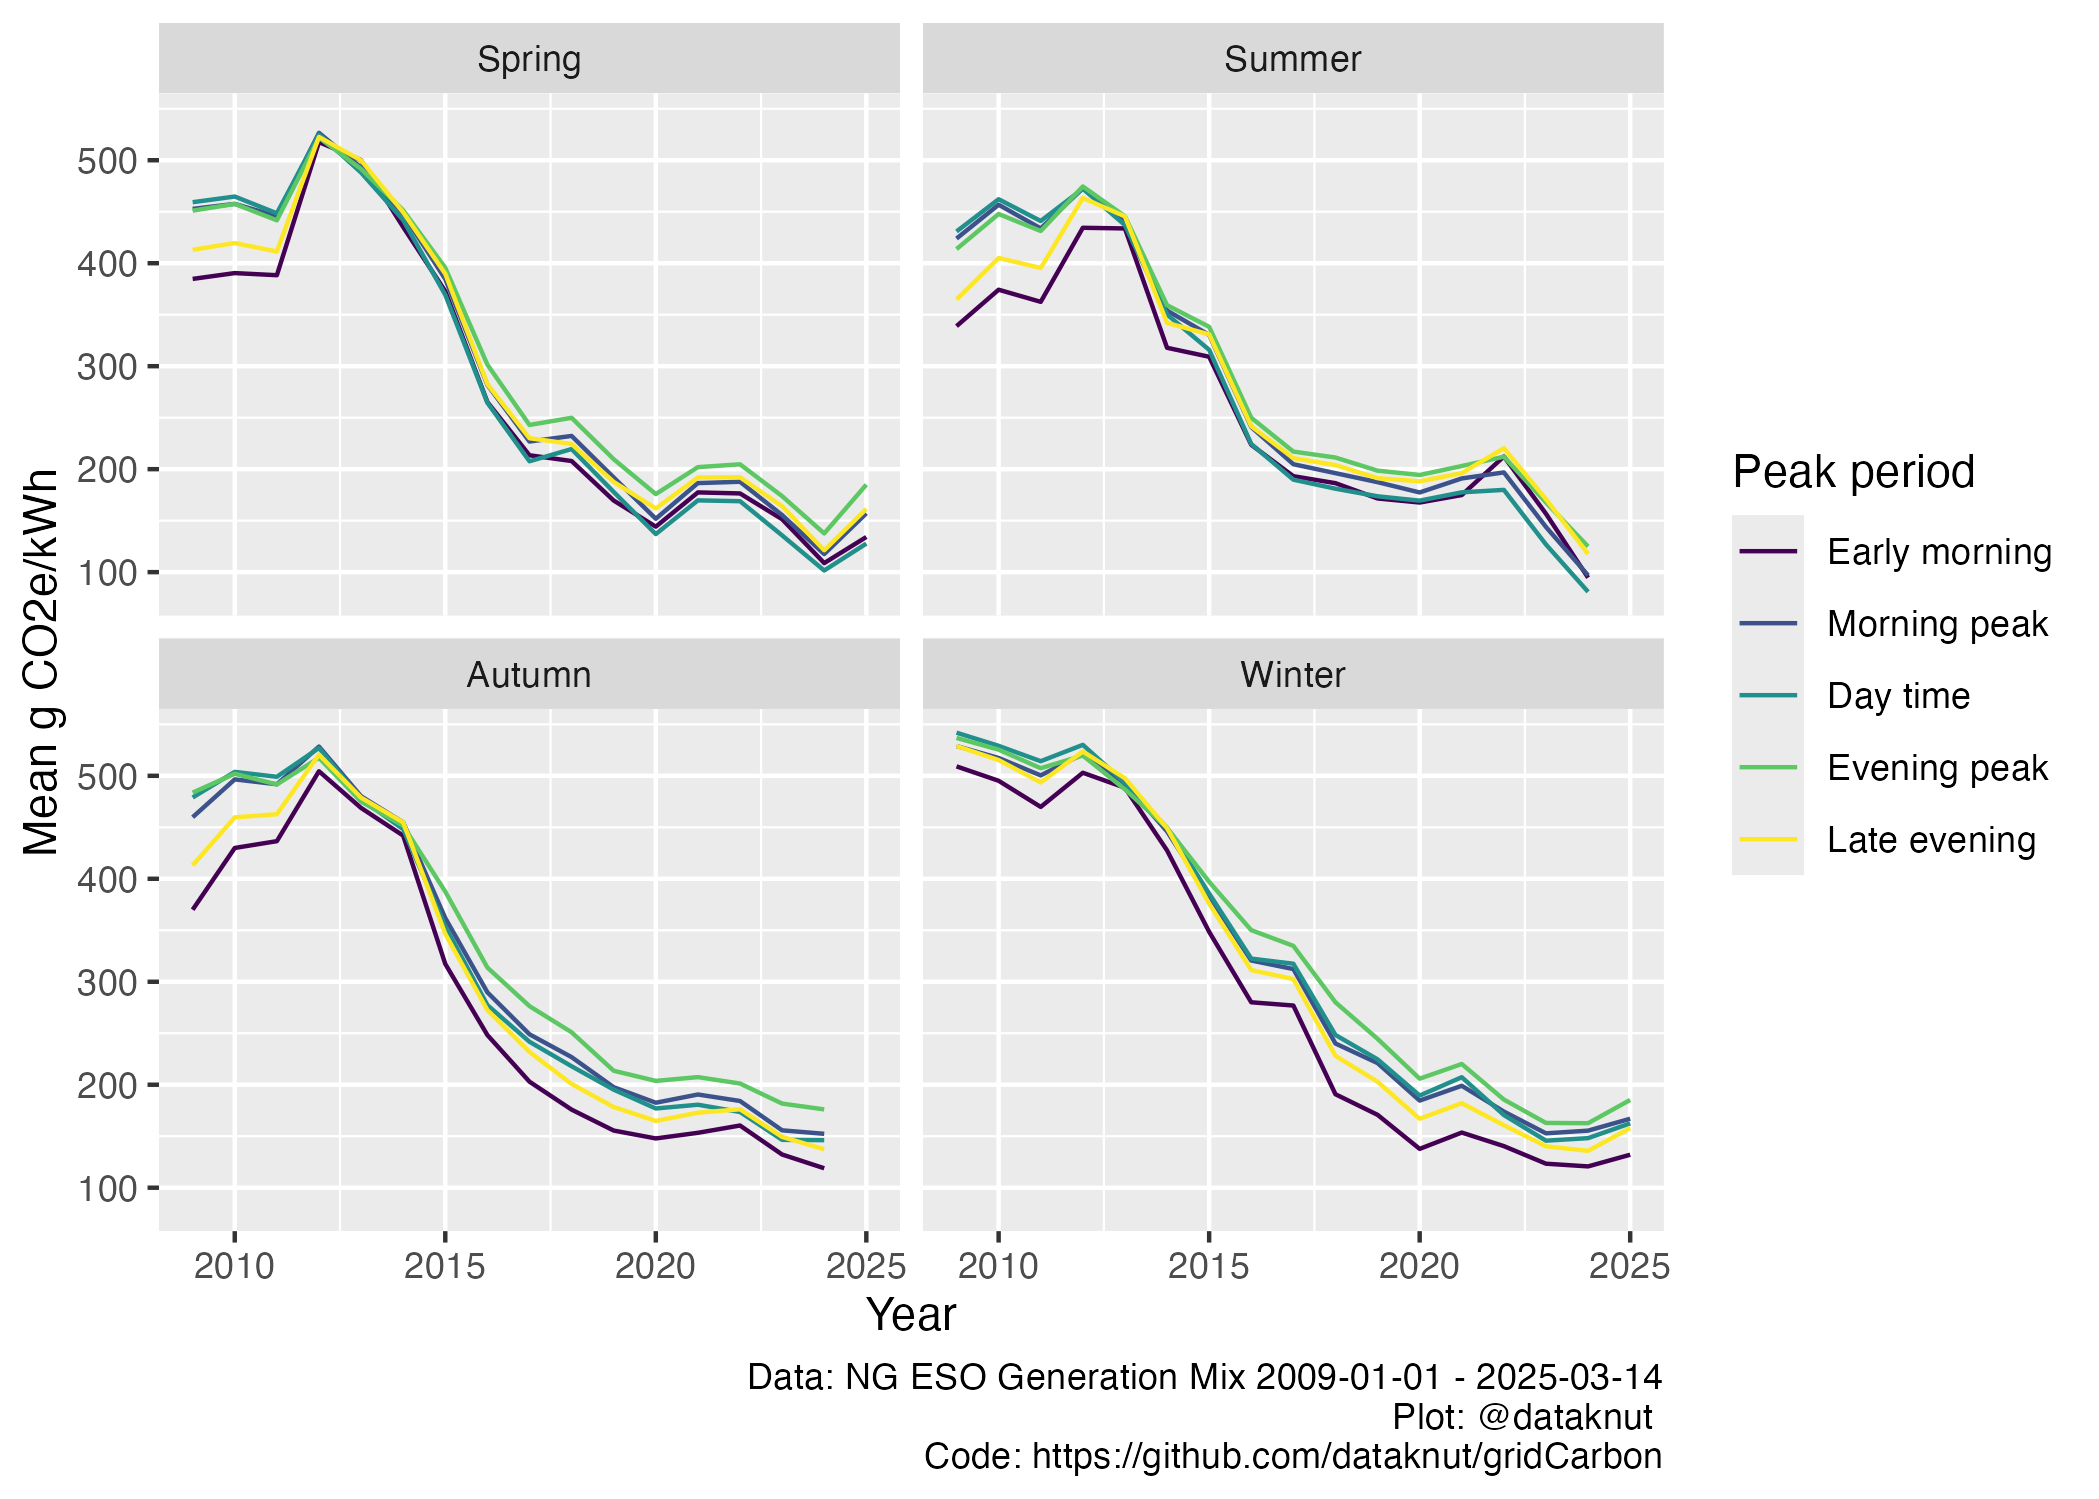 Spring
Summer
500
400
300
200
100
Autumn
Winter
500
400
300
200
100
2010 2015 2020 2025 2010 2015 2020 2025
Year
Mean g CO2e/kWh
Peak period
Early morning
Morning peak
Day time
Evening peak
Late evening
Data: NG ESO Generation Mix 2009-01-01 - 2025-03-14
Plot: @dataknut
Code: https://github.com/dataknut/gridCarbon